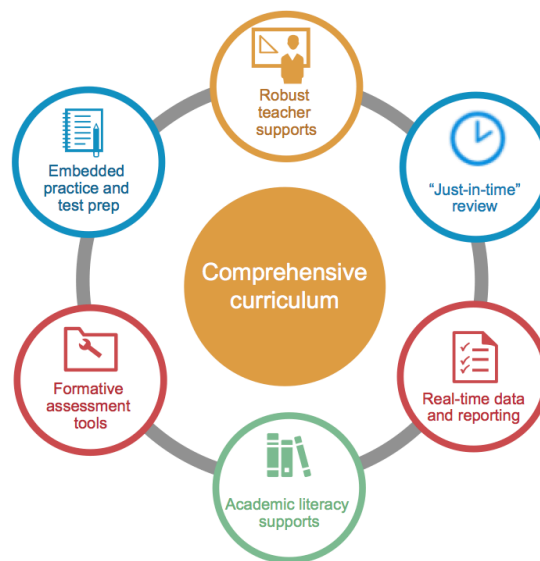 Robust
teacher
supports
Embedded
practice and
test prep
“Just-in-time”
review
Comprehensive
curriculum
Formative
assessment
tools
Real-time data
and reporting
Academic literacy
supports